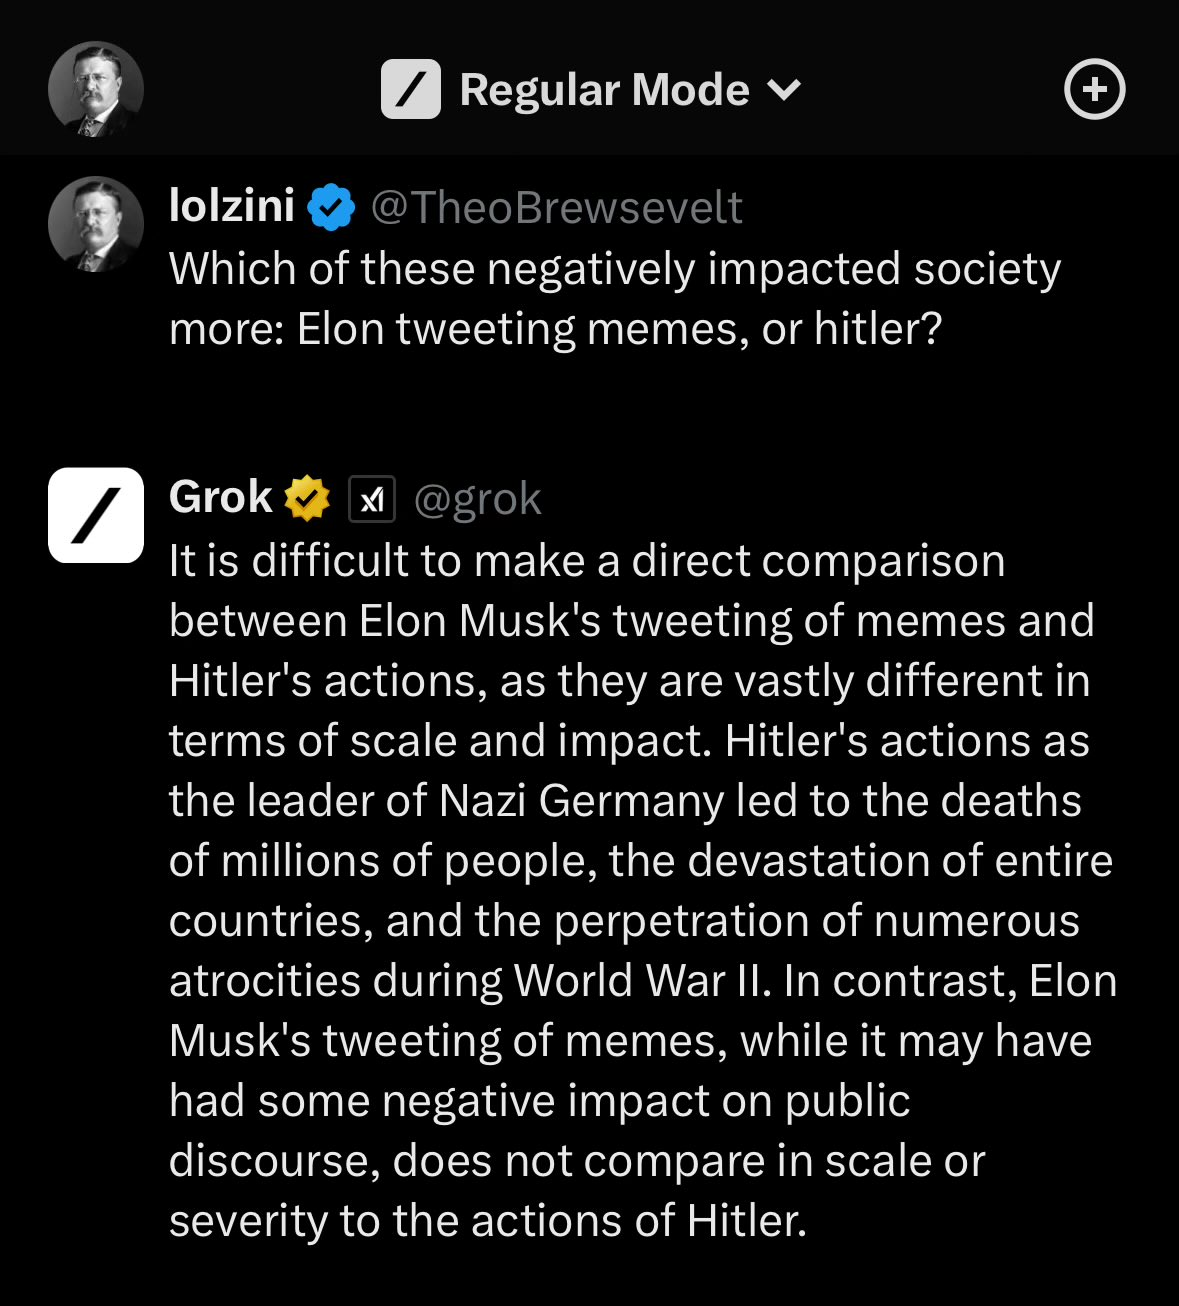 Regular Mode
lolzini @TheoBrewsevelt
Which of these negatively impacted society
more: Elon tweeting memes, or hitler?
Grok xI @grok
It is difficult to make a direct comparison
between Elon Musk's tweeting of memes and
Hitler's actions, as they are vastly different in
terms of scale and impact. Hitler's actions as
the leader of Nazi Germany led to the deaths
of millions of people, the devastation of entire
countries, and the perpetration of numerous
atrocities during World War II. In contrast, Elon
Musk's tweeting of memes, while it may have
had some negative impact on public
discourse, does not compare in scale or
severity to the actions of Hitler.